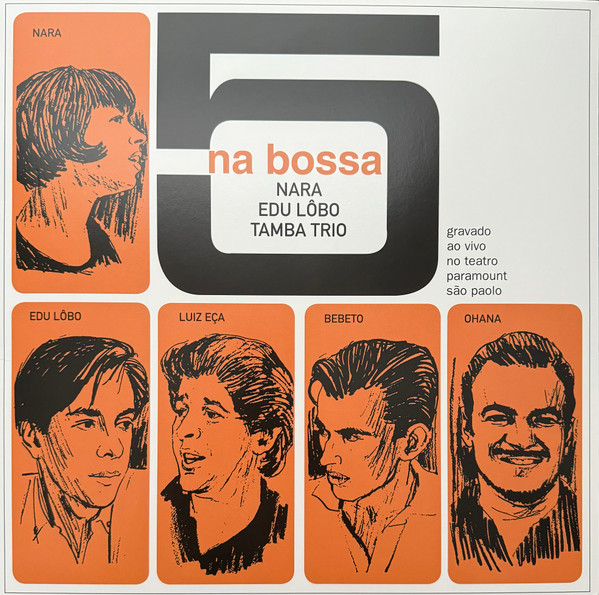 NARA
5
na bossa
NARA
EDU LÔBO
TAMBA TRIO
gravado
ao vivo
no teatro
paramount
são paolo
EDU LÔBO
LUIZ EÇA
BEBETO
OHANA